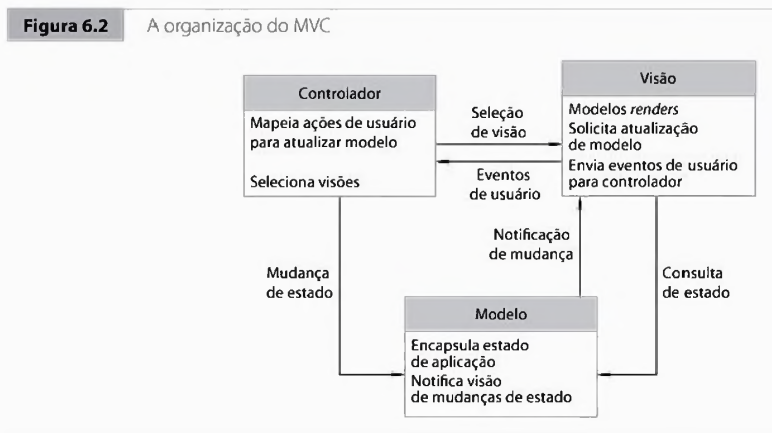 Figura 6.2 A organização do MVC
Controlador
Mapeia ações de usuário
para atualizar modelo
Seleciona visões
Seleção
de visão
Eventos
de usuário
Visão
Modelos renders
Solicita atualização
de modelo
Envia eventos de usuário
para controlador
Mudança
de estado
Notificação
de mudança
Consulta
de estado
Modelo
Encapsula estado
de aplicação
Notifica visão
de mudanças de estado